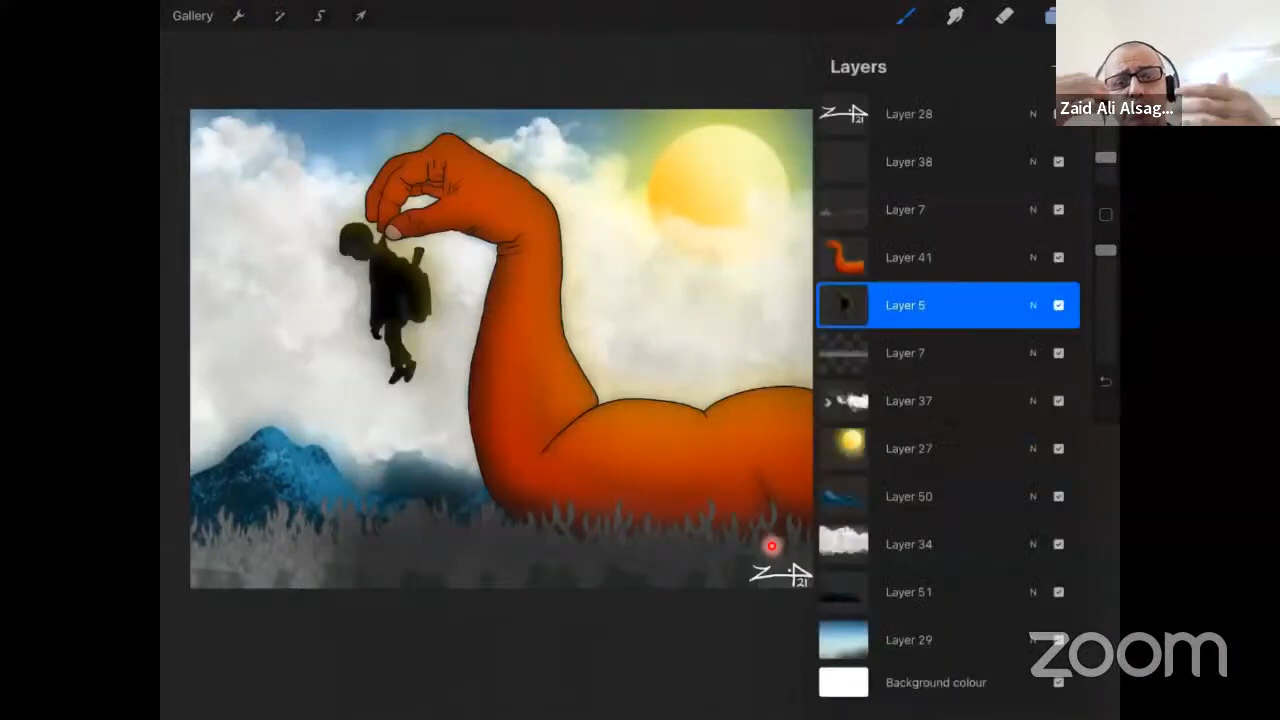 Gallery
Layers
Zaid Ali Alsag...
Layer 28 N
Layer 38 N
Layer 7 N
Layer 41 N
Layer 5 N
Layer 7 N
Layer 37 N
Layer 27 N
Layer 50 N
Layer 34 N
Layer 51 N
Layer 29 N
Background colour
21
zoom